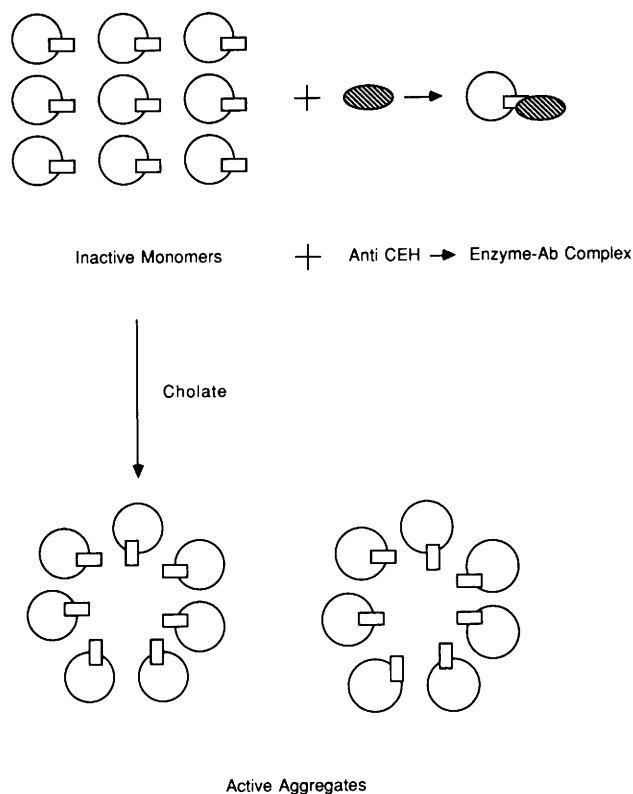 Inactive Monomers + Anti CEH → Enzyme-Ab Complex
Cholate
Active Aggregates